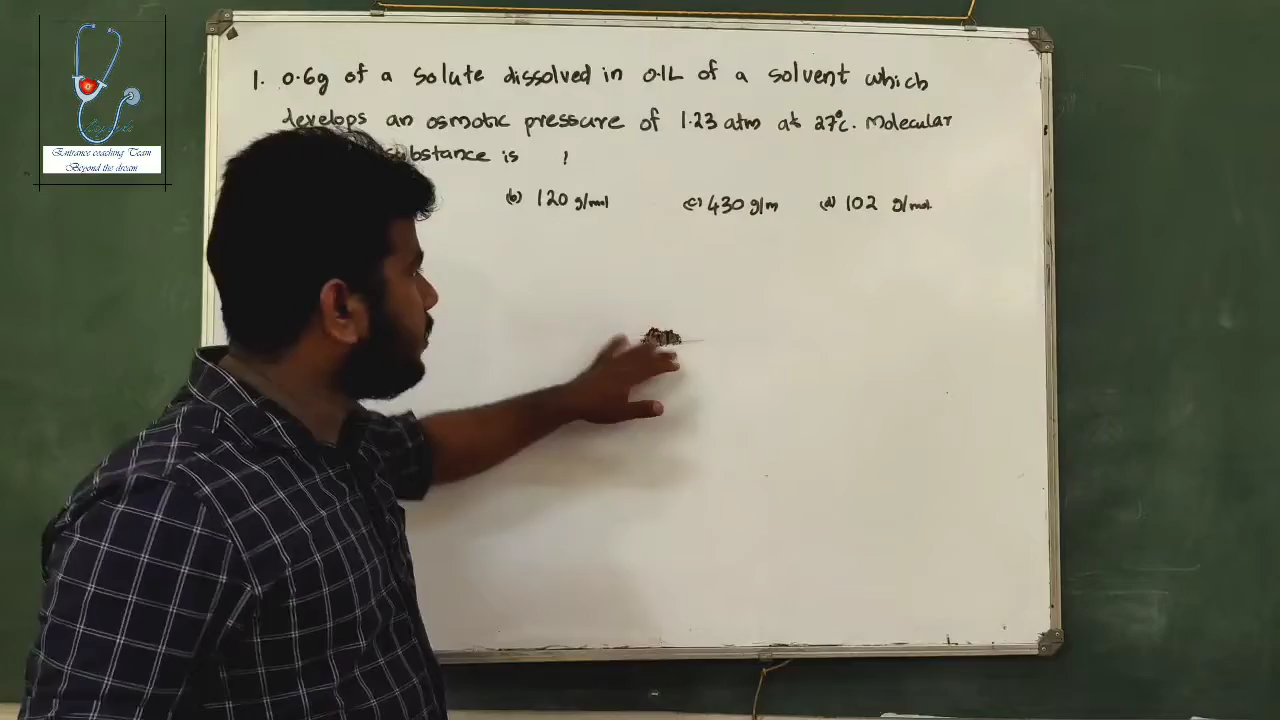 1. 0.6g of a solute dissolved in 0.1L of a solvent which
develops an osmotic pressure of 1.23 atm at 27°c. Molecular
substance is ?
(b) 120 g/mol (c) 430 g/m (d) 102 g/mol
Entrance coaching Team
Beyond the dream